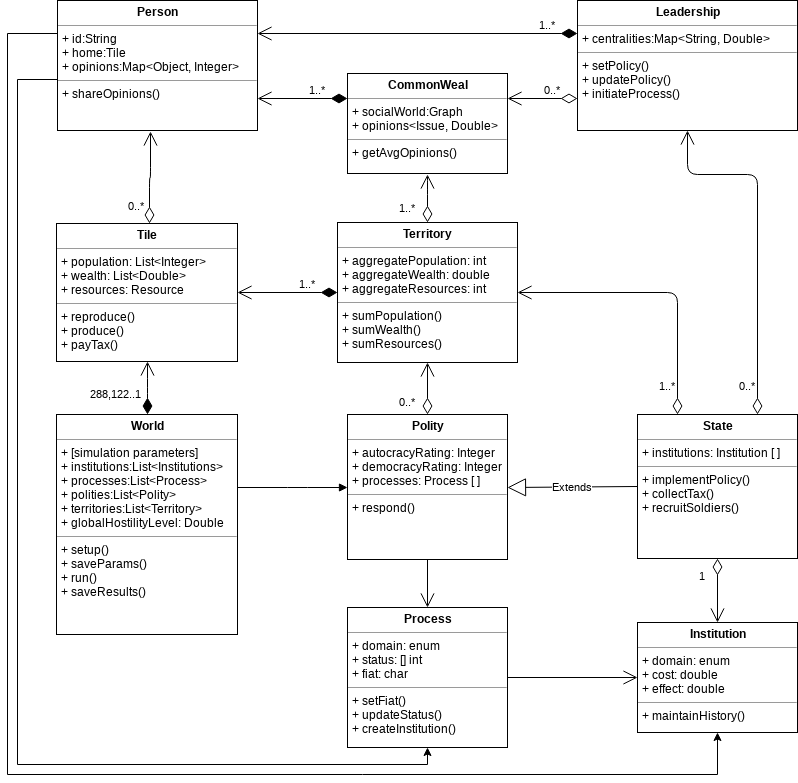 Person
+ id:String
+ home:Tile
+ opinions:Map<Object, Integer>
+ shareOpinions()
1..*
Leadership
+ centralities:Map<String, Double>
+ setPolicy()
+ updatePolicy()
+ initiateProcess()
1..*
CommonWeal
+ socialWorld:Graph
+ opinions<Issue, Double>
+ getAvgOpinions()
0..*
0..*
Tile
+ population: List<Integer>
+ wealth: List<Double>
+ resources: Resource
+ reproduce()
+ produce()
+ payTax()
1..*
1..*
Territory
+ aggregatePopulation: int
+ aggregateWealth: double
+ aggregateResources: int
+ sumPopulation()
+ sumWealth()
+ sumResources()
288,122..1
World
+ [simulation parameters]
+ institutions:List<Institutions>
+ processes:List<Process>
+ polities:List<Polity>
+ territories:List<Territory>
+ globalHostilityLevel: Double
+ setup()
+ saveParams()
+ run()
+ saveResults()
0..*
Polity
+ autocracyRating: Integer
+ democracyRating: Integer
+ processes: Process [ ]
+ respond()
Extends
1..*
0..*
State
+ institutions: Institution [ ]
+ implementPolicy()
+ collectTax()
+ recruitSoldiers()
1
Process
+ domain: enum
+ status: [] int
+ fiat: char
+ setFiat()
+ updateStatus()
+ createInstitution()
Institution
+ domain: enum
+ cost: double
+ effect: double
+ maintainHistory()